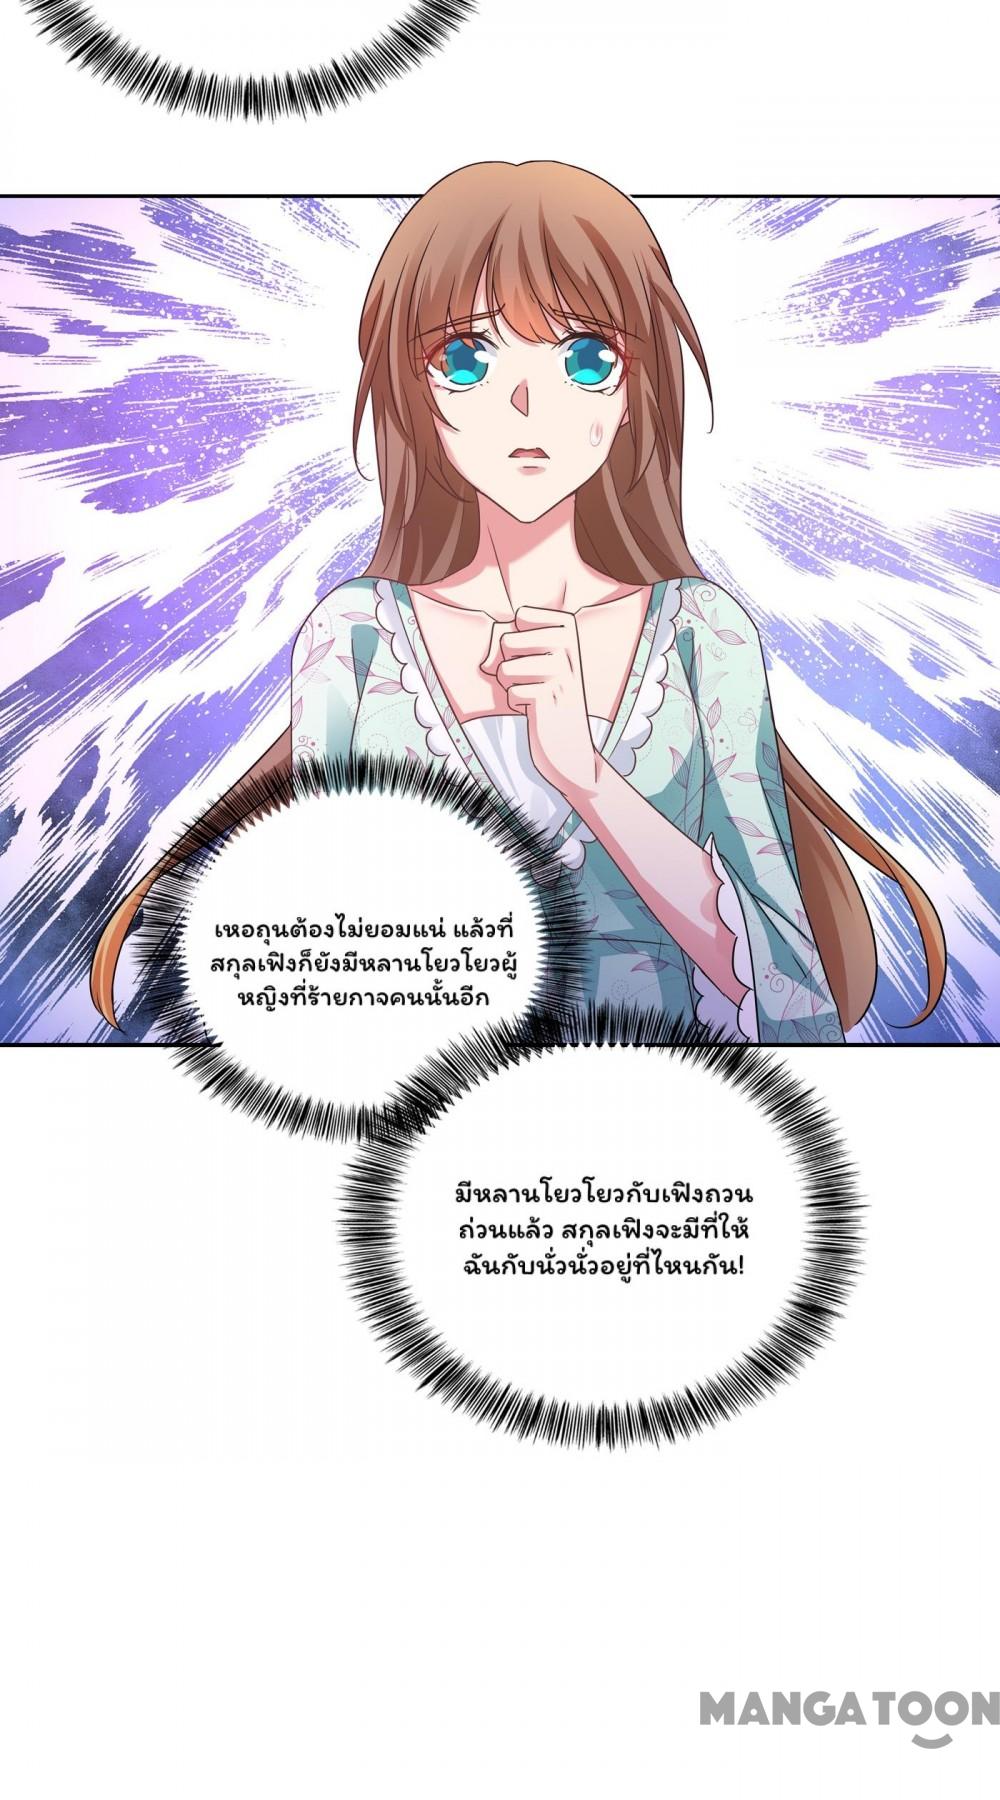 เหอถุนต้องไม่ยอมแน่ แล้วที่
สกุลเฟิงก็ยังมีหลานโยวโยวผู้
หญิงที่ร้ายกาจคนนั้นอีก
มีหลานโยวโยวกับเฟิงถวน
ถ่วนแล้ว สกุลเฟิงจะมีที่ให้
ฉันกับนั่วนั่วอยู่ที่ไหนกัน!
MANGATOON